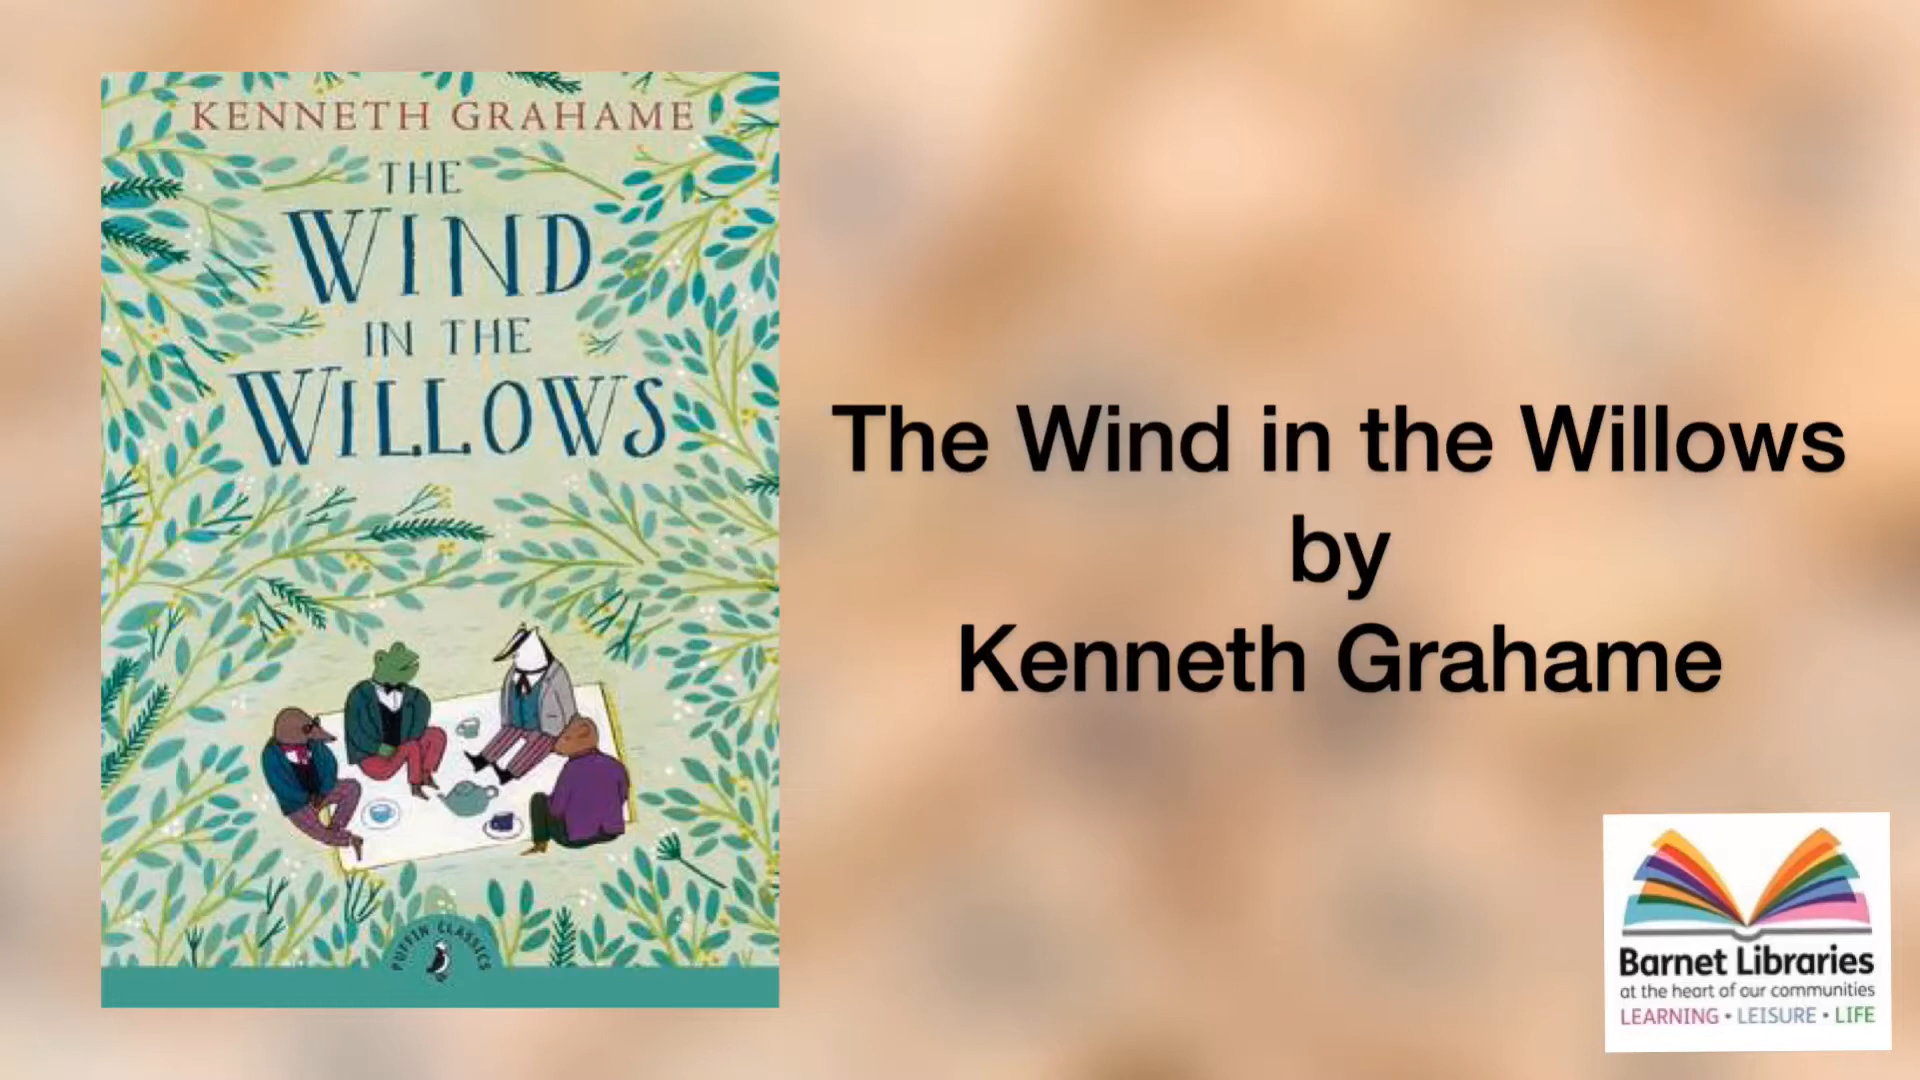 KENNETH GRAHAME
THE
WIND
IN THE
WILLOWS
PUFFIN CLASSICS
The Wind in the Willows
by
Kenneth Grahame
Barnet Libraries
at the heart of our communities
LEARNING • LEISURE • LIFE